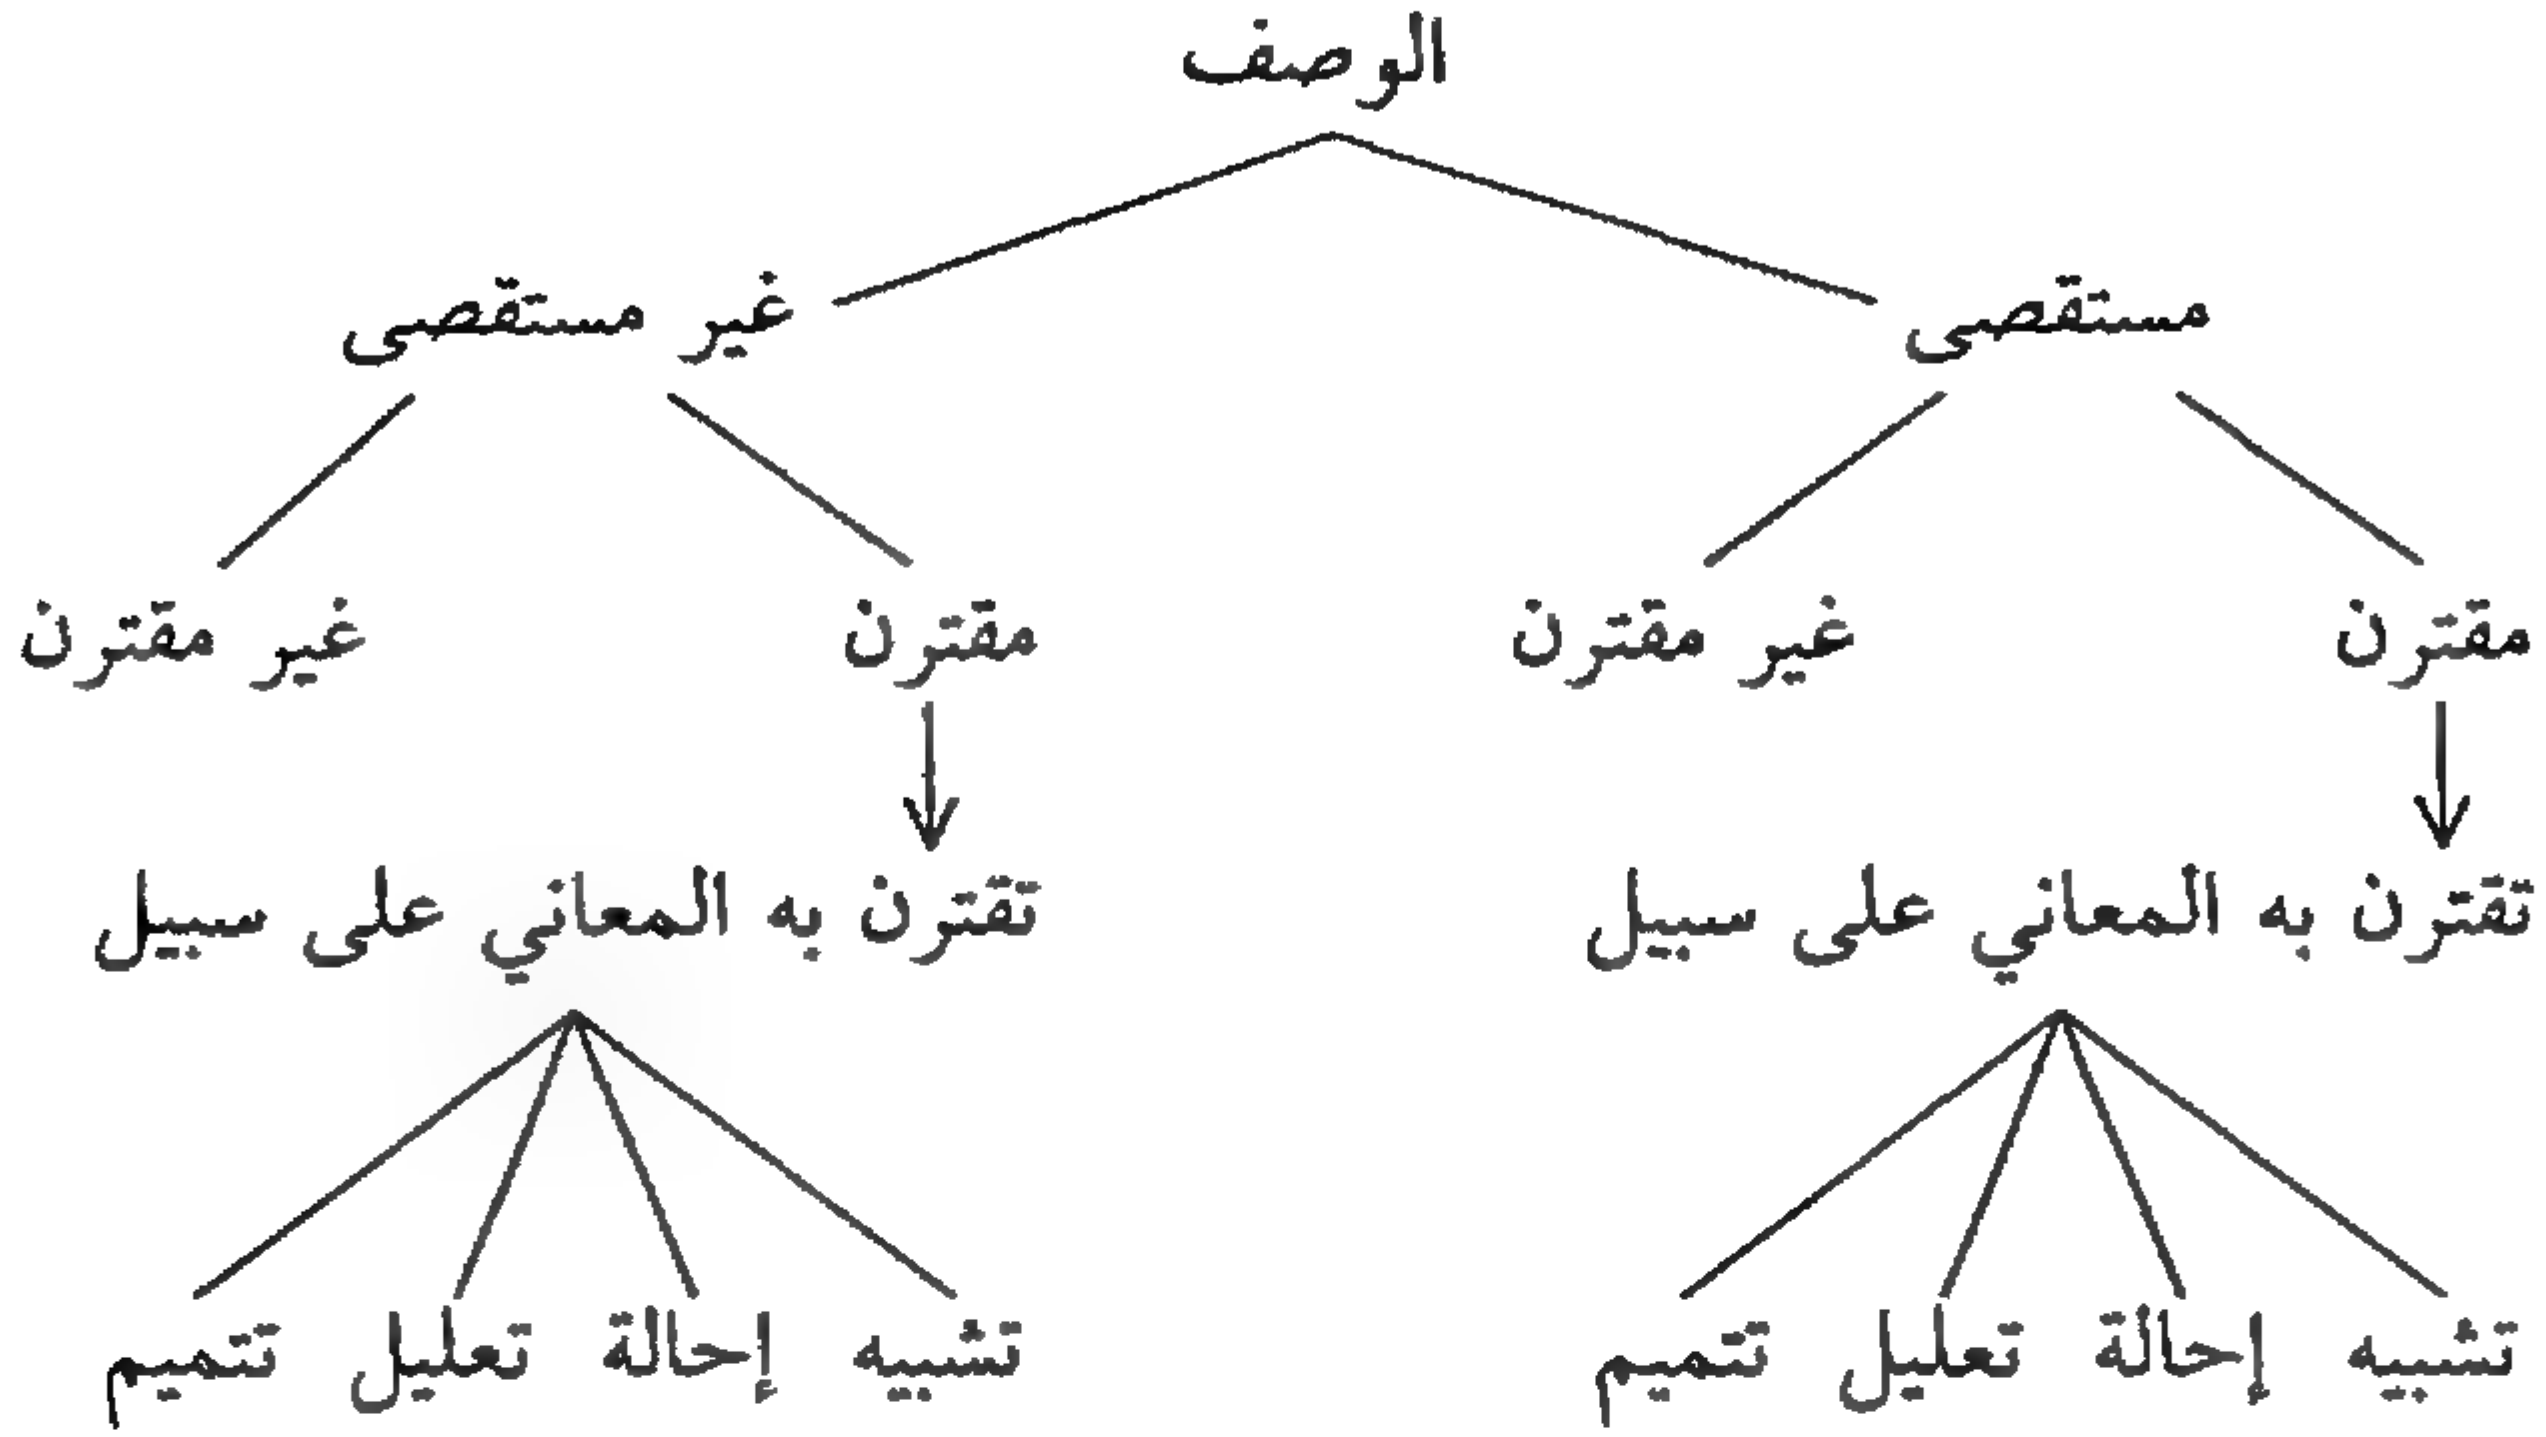 الوصف
مستقصى غير مستقصى
مقترن غير مقترن مقترن غير مقترن
تقترن به المعاني على سبيل تقترن به المعاني على سبيل
تشبيه إحالة تعليل تتميم تشبيه إحالة تعليل تتميم